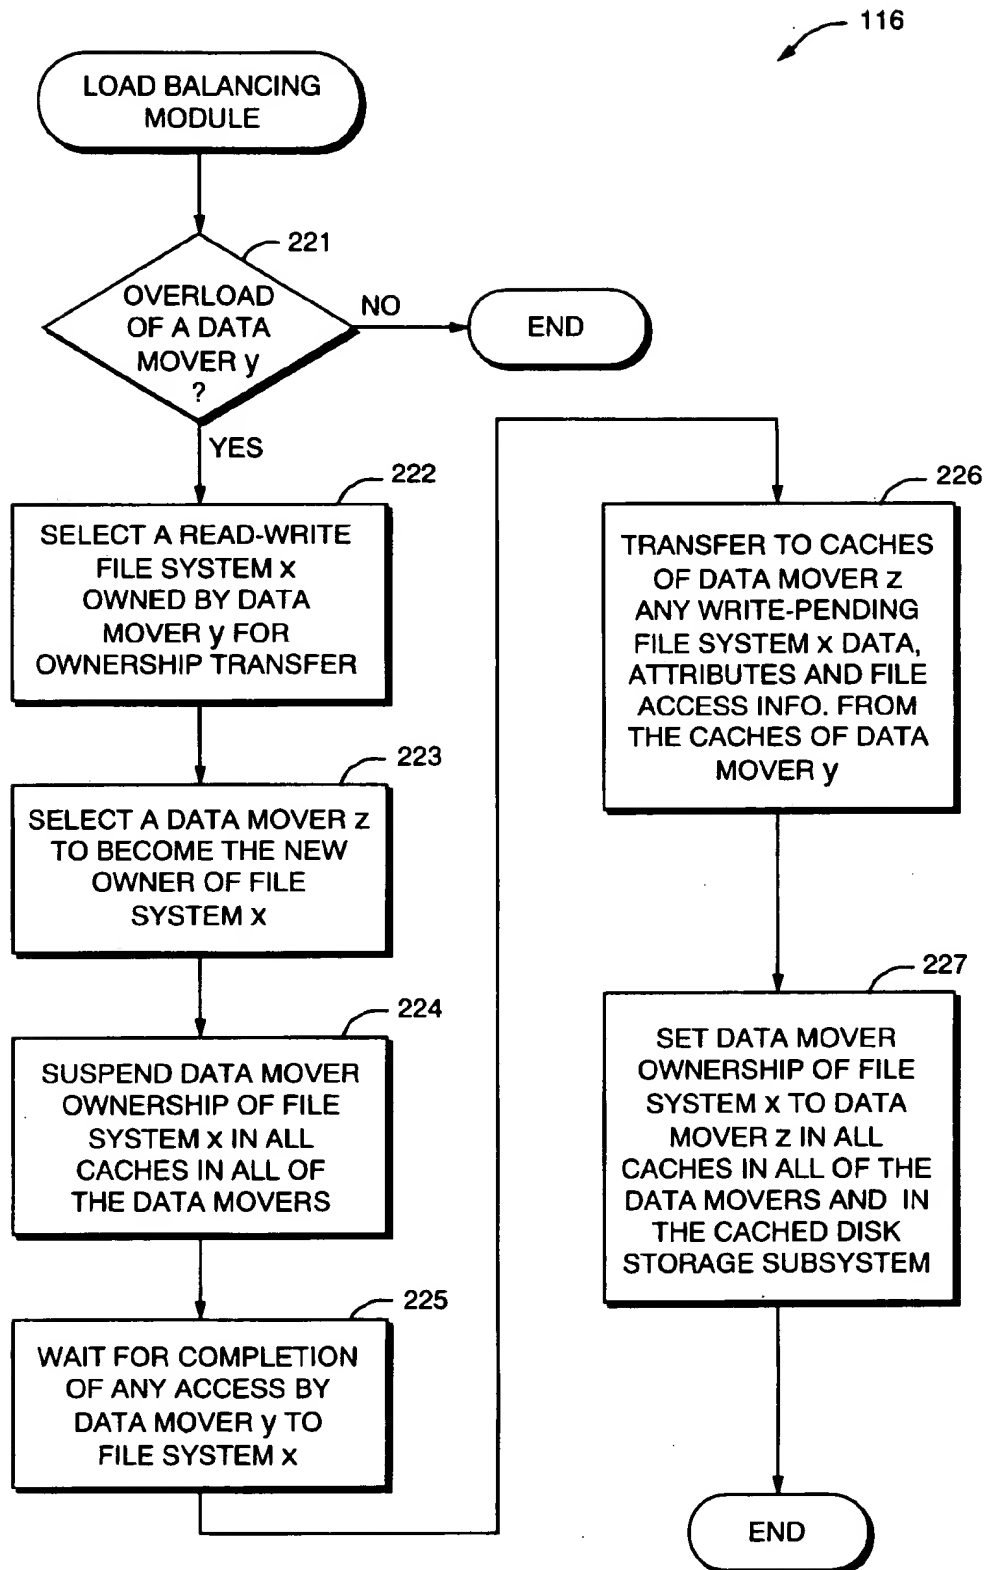 116
LOAD BALANCING
MODULE
221
OVERLOAD
OF A DATA
MOVER y
?
NO
END
YES
222
SELECT A READ-WRITE
FILE SYSTEM x
OWNED BY DATA
MOVER y FOR
OWNERSHIP TRANSFER
223
SELECT A DATA MOVER z
TO BECOME THE NEW
OWNER OF FILE
SYSTEM x
224
SUSPEND DATA MOVER
OWNERSHIP OF FILE
SYSTEM x IN ALL
CACHES IN ALL OF
THE DATA MOVERS
225
WAIT FOR COMPLETION
OF ANY ACCESS BY
DATA MOVER y TO
FILE SYSTEM x
226
TRANSFER TO CACHES
OF DATA MOVER z
ANY WRITE-PENDING
FILE SYSTEM x DATA,
ATTRIBUTES AND FILE
ACCESS INFO. FROM
THE CACHES OF DATA
MOVER y
227
SET DATA MOVER
OWNERSHIP OF FILE
SYSTEM x TO DATA
MOVER z IN ALL
CACHES IN ALL OF THE
DATA MOVERS AND IN
THE CACHED DISK
STORAGE SUBSYSTEM
END